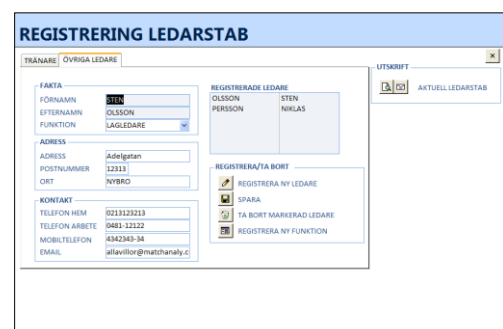 REGISTRERING LEDARSTAB
TRÄNARE ÖVRIGA LEDARE
FAKTA
FÖRNAMN STEN
EFTERNAMN OLSSON
FUNKTION LAGLEDARE
ADRESS
ADRESS Adelgatan
POSTNUMMER 12313
ORT NYBRO
KONTAKT
TELEFON HEM 0213123213
TELEFON ARBETE 0481-12122
MOBILTELEFON 4342343-34
EMAIL allavillor@matchanaly.c
REGISTRERADE LEDARE
OLSSON STEN
PERSSON NIKLAS
REGISTRERA/TA BORT
REGISTRERA NY LEDARE
SPARA
TA BORT MARKERAD LEDARE
REGISTRERA NY FUNKTION
UTSKRIFT
AKTUELL LEDARSTAB